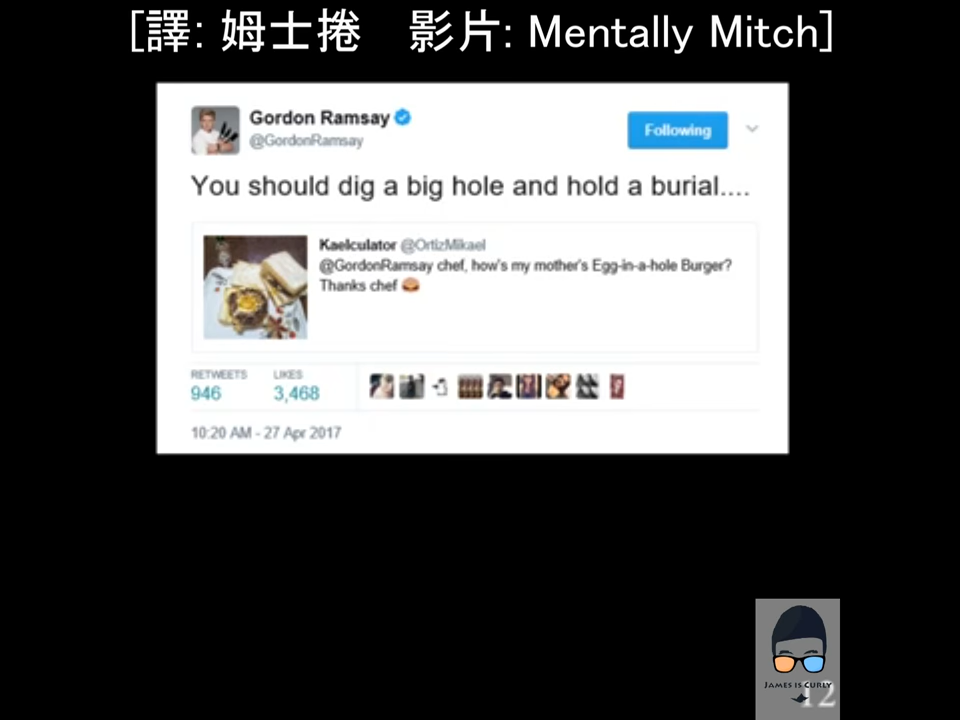 [譯: 姆士捲　影片: Mentally Mitch]
Gordon Ramsay
@GordonRamsay
Following
You should dig a big hole and hold a burial....
Kaelculator @OrtizMikael
@GordonRamsay chef, how's my mother's Egg-in-a-hole Burger?
Thanks chef 🍔
RETWEETS LIKES
946 3,468
10:20 AM - 27 Apr 2017
JAMES IS CURLY
12